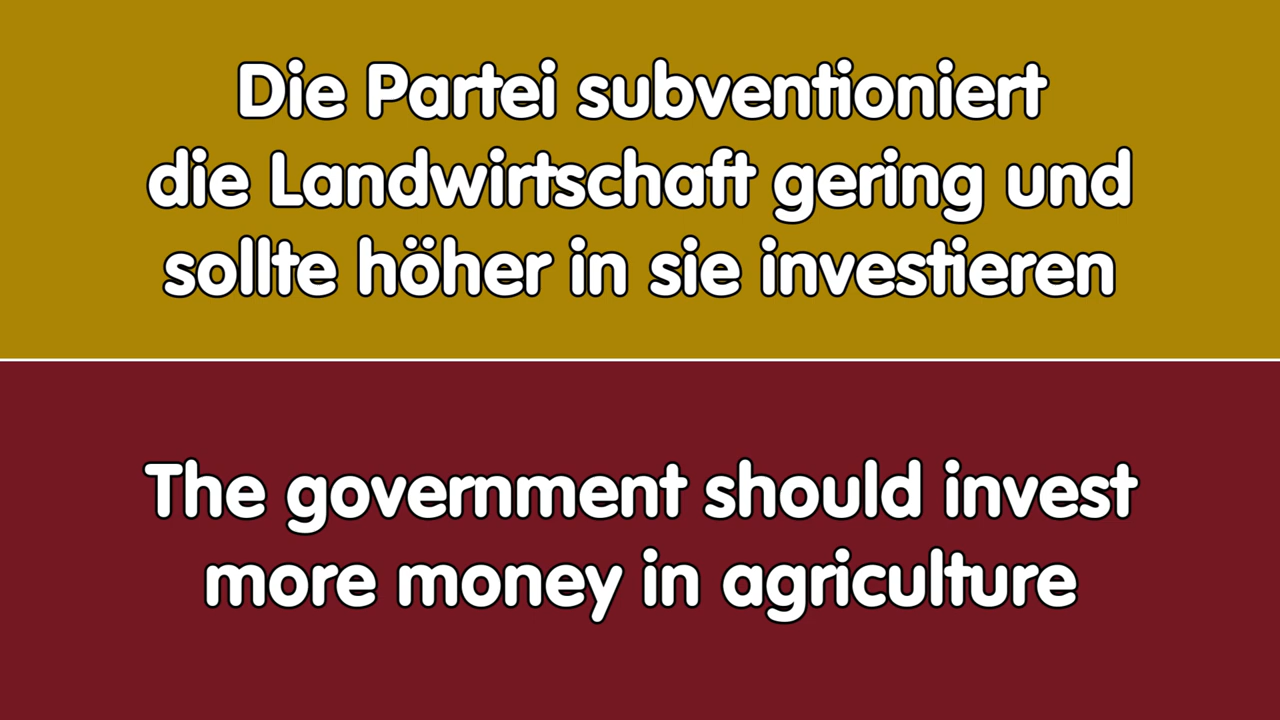 Die Partei subventioniert
die Landwirtschaft gering und
sollte höher in sie investieren
The government should invest
more money in agriculture